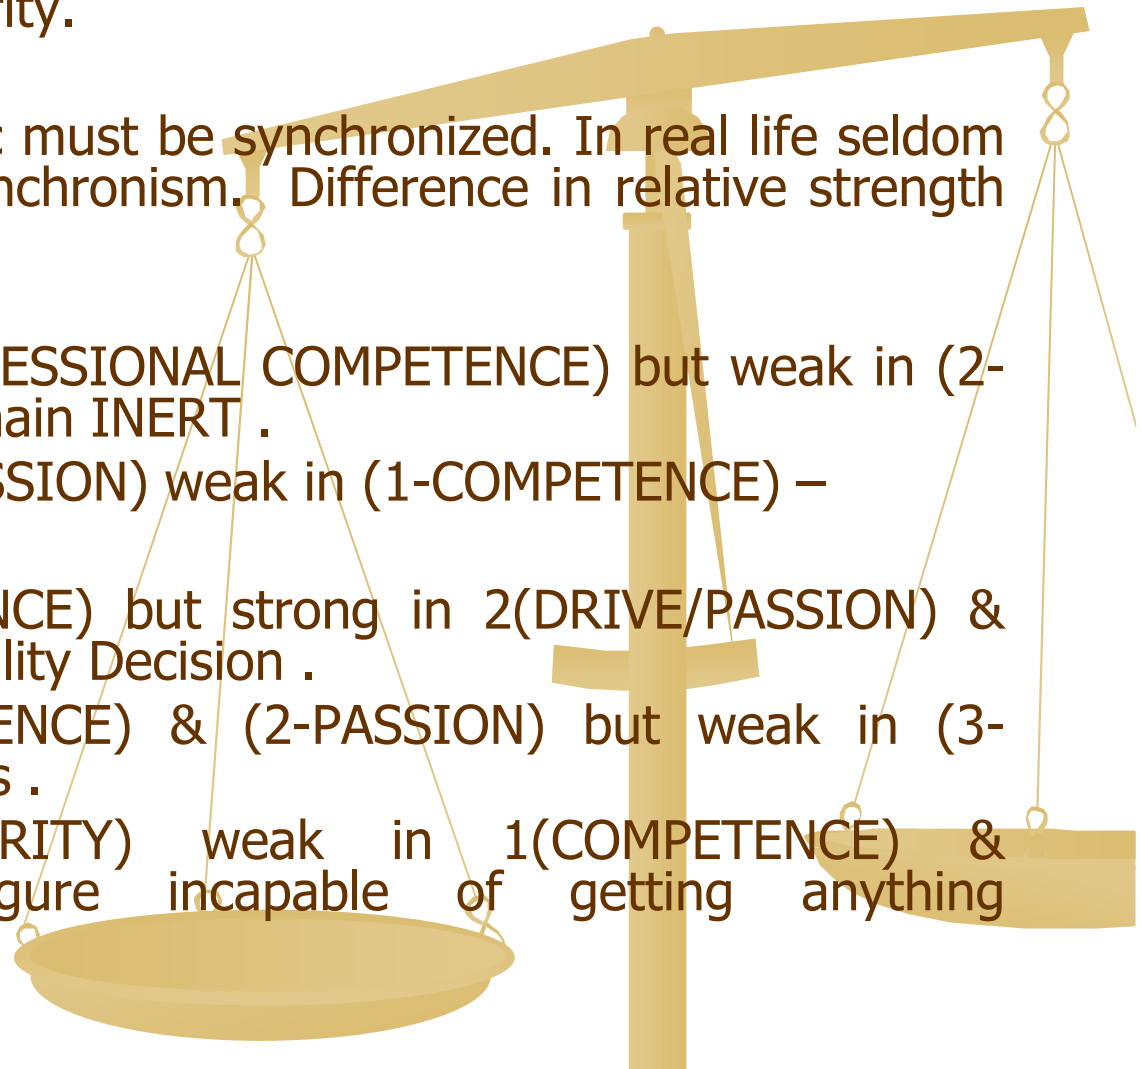 rity.
c must be synchronized. In real life seldom
nchronism. Difference in relative strength
ESSIONAL COMPETENCE) but weak in (2-
nain INERT .
SSION) weak in (1-COMPETENCE) –
NCE) but strong in 2(DRIVE/PASSION) &
lity Decision .
ENCE) & (2-PASSION) but weak in (3-
s .
RITY) weak in 1(COMPETENCE) &
gure incapable of getting anything